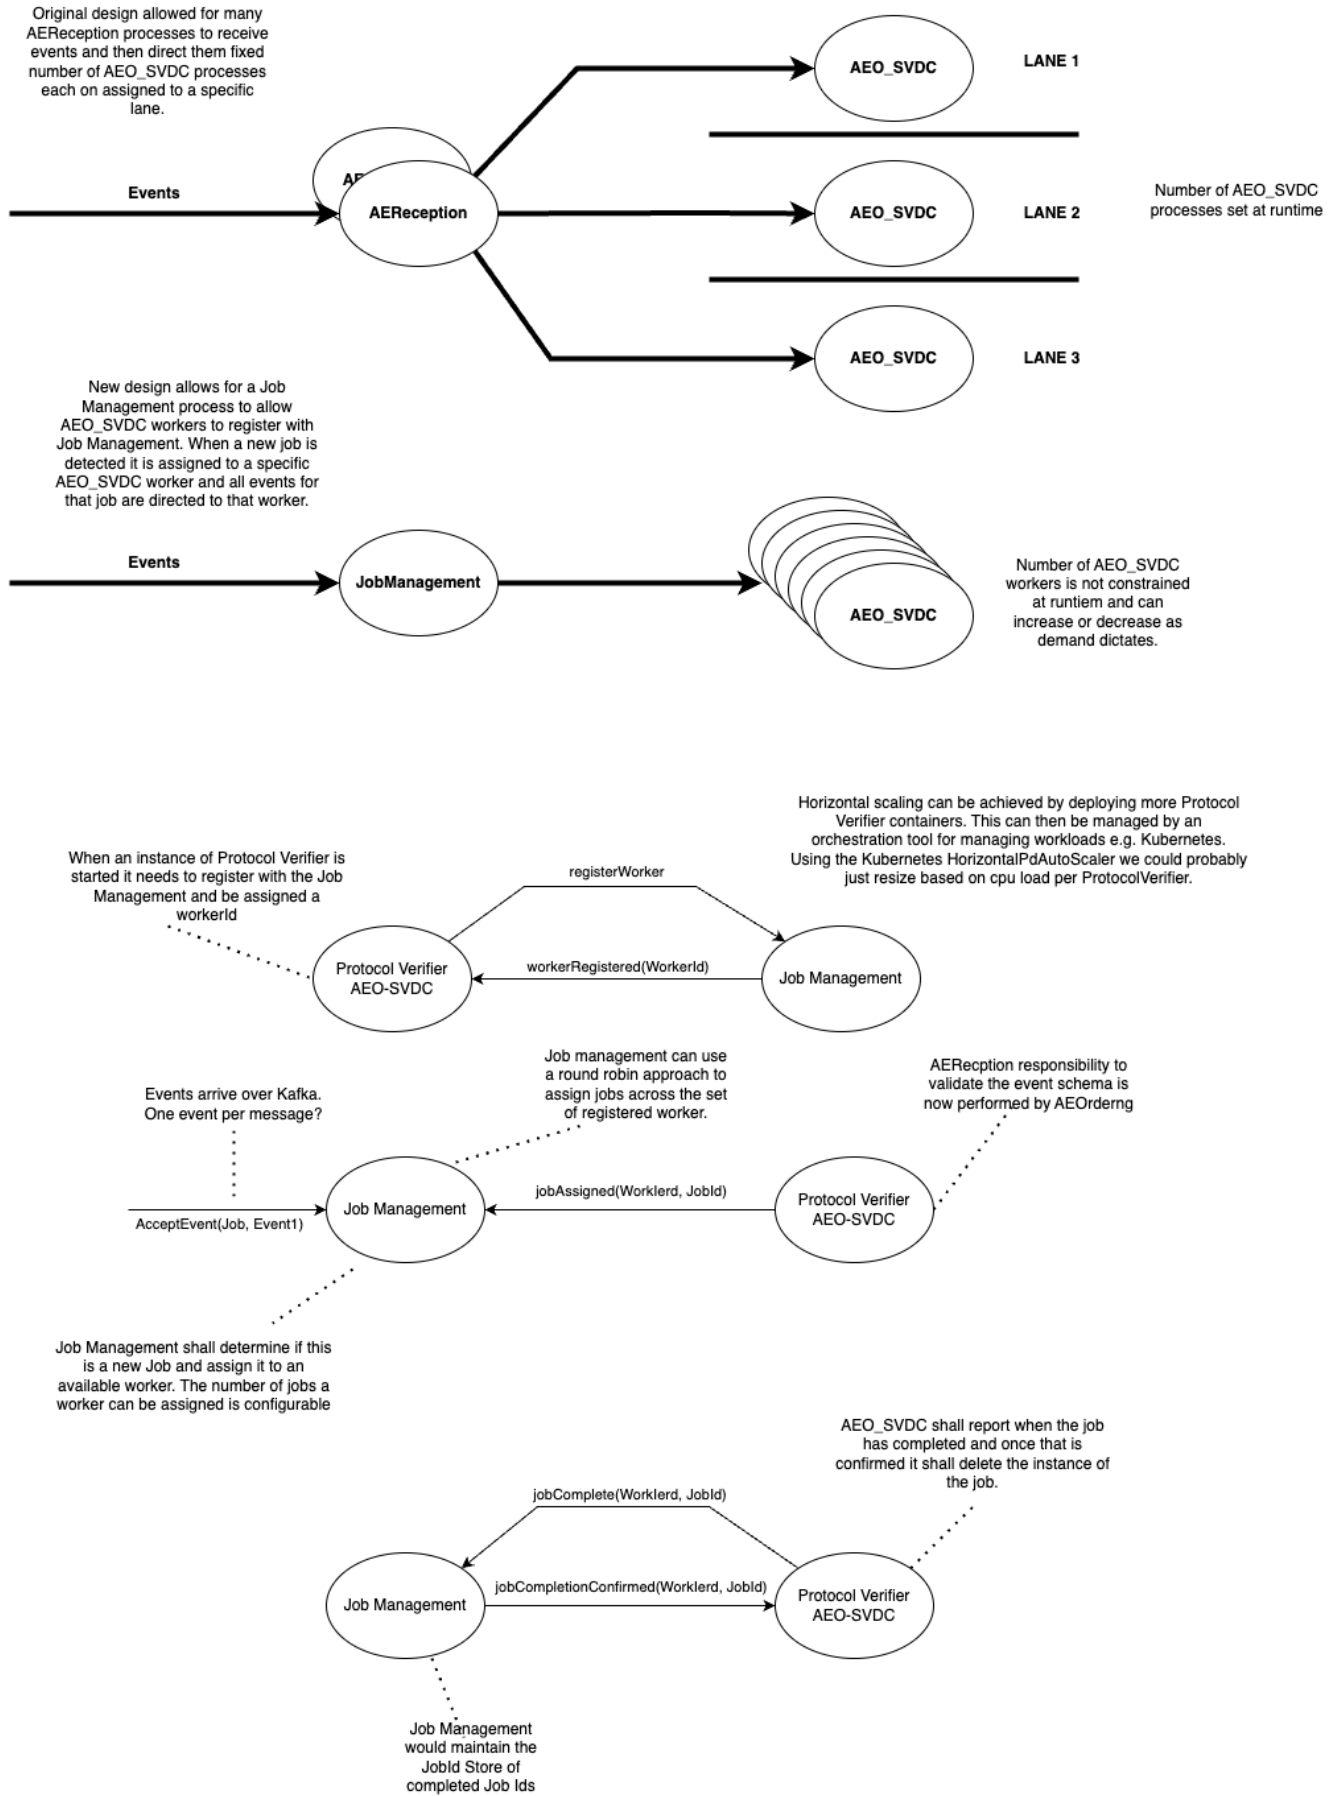 Original design allowed for many
AEReception processes to receive
events and then direct them fixed
number of AEO_SVDC processes
each on assigned to a specific
lane.
AEO_SVDC
LANE 1
Events
AE
AEReception
AEO_SVDC
LANE 2
Number of AEO_SVDC
processes set at runtime
AEO_SVDC
LANE 3
New design allows for a Job
Management process to allow
AEO_SVDC workers to register with
Job Management. When a new job is
detected it is assigned to a specific
AEO_SVDC worker and all events for
that job are directed to that worker.
Events
JobManagement
AEO_SVDC
Number of AEO_SVDC
workers is not constrained
at runtiem and can
increase or decrease as
demand dictates.
Horizontal scaling can be achieved by deploying more Protocol
Verifier containers. This can then be managed by an
orchestration tool for managing workloads e.g. Kubernetes.
Using the Kubernetes HorizontalPdAutoScaler we could probably
just resize based on cpu load per ProtocolVerifier.
When an instance of Protocol Verifier is
started it needs to register with the Job
Management and be assigned a
workerId
registerWorker
workerRegistered(WorkerId)
Protocol Verifier
AEO-SVDC
Job Management
Job management can use
a round robin approach to
assign jobs across the set
of registered worker.
AERecption responsibility to
validate the event schema is
now performed by AEOrderng
Events arrive over Kafka.
One event per message?
AcceptEvent(Job, Event1)
Job Management
jobAssigned(WorkIerd, JobId)
Protocol Verifier
AEO-SVDC
Job Management shall determine if this
is a new Job and assign it to an
available worker. The number of jobs a
worker can be assigned is configurable
AEO_SVDC shall report when the job
has completed and once that is
confirmed it shall delete the instance of
the job.
jobComplete(WorkIerd, JobId)
jobCompletionConfirmed(WorkIerd, JobId)
Job Management
Protocol Verifier
AEO-SVDC
Job Management
would maintain the
JobId Store of
completed Job Ids